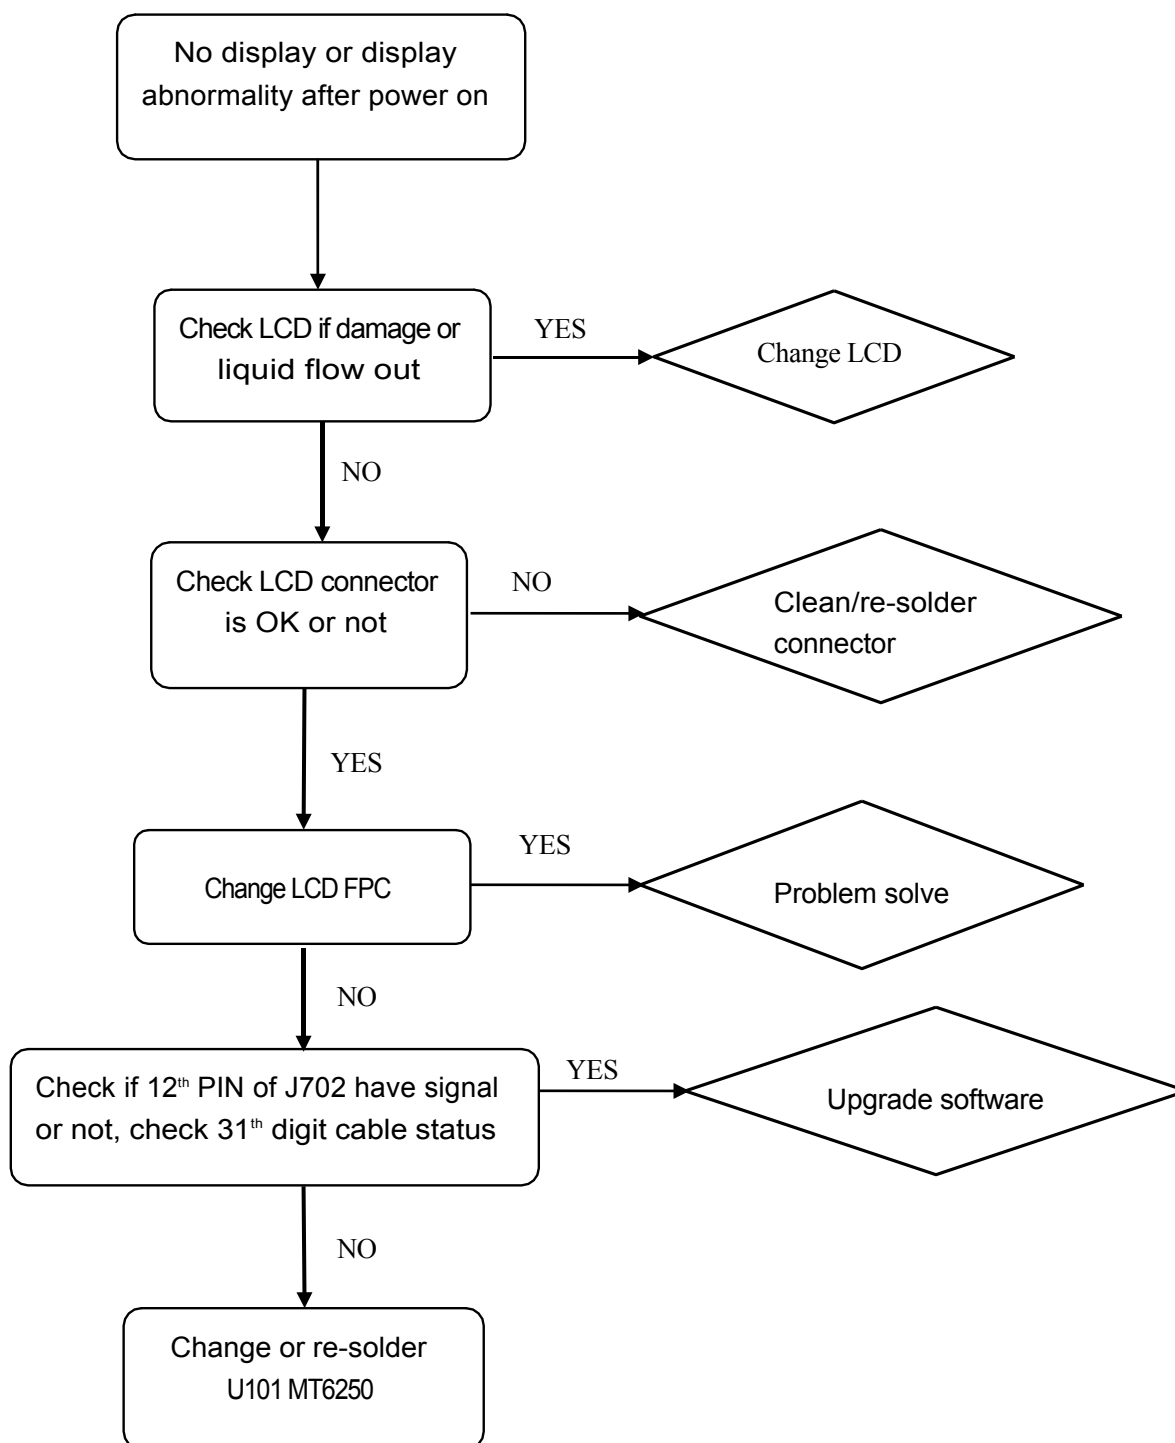 No display or display
abnormality after power on
Check LCD if damage or
liquid flow out
YES
Change LCD
NO
Check LCD connector
is OK or not
NO
Clean/re-solder
connector
YES
Change LCD FPC
YES
Problem solve
NO
Check if 12th PIN of J702 have signal
or not, check 31th digit cable status
YES
Upgrade software
NO
Change or re-solder
U101 MT6250